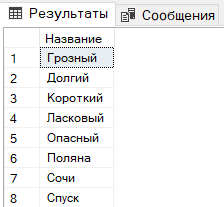 Результаты Сообщения
Название
1 Грозный
2 Долгий
3 Короткий
4 Ласковый
5 Опасный
6 Поляна
7 Сочи
8 Спуск